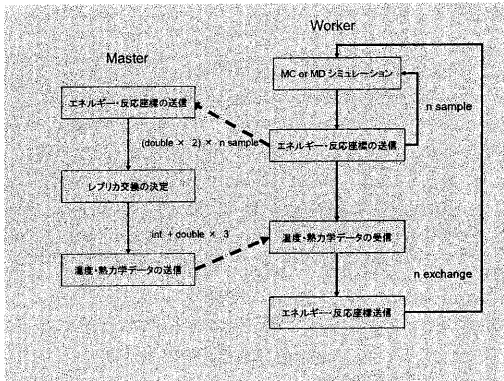 Master
エネルギー・反応座標の送信
(double × 2) × n sample
レプリカ交換の決定
int + double × 3
温度・熱力学データの送信
Worker
MC or MD シミュレーション
n sample
エネルギー・反応座標の送信
温度・熱力学データの受信
n exchange
エネルギー・反応座標送信